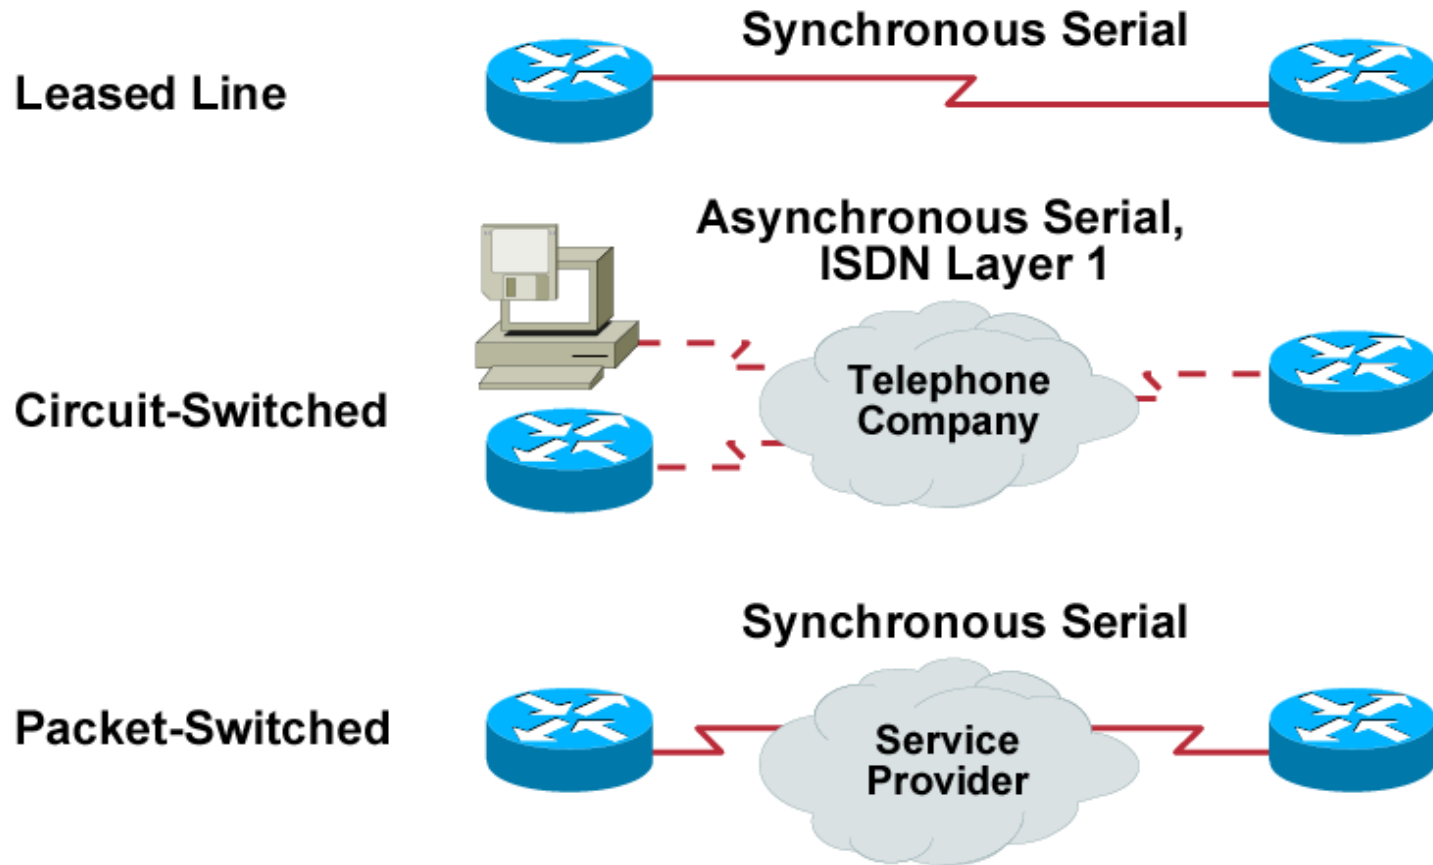 Synchronous Serial
Leased Line
Asynchronous Serial,
ISDN Layer 1
Telephone
Company
Circuit-Switched
Synchronous Serial
Packet-Switched
Service
Provider